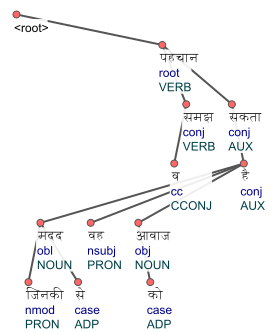 <root>
पहचान
root
VERB
समझ सकता
conj conj
VERB AUX
व है
cc conj
CCONJ AUX
मदद वह आवाज
obl nsubj obj
NOUN PRON NOUN
जिनकी से को
nmod case case
PRON ADP ADP